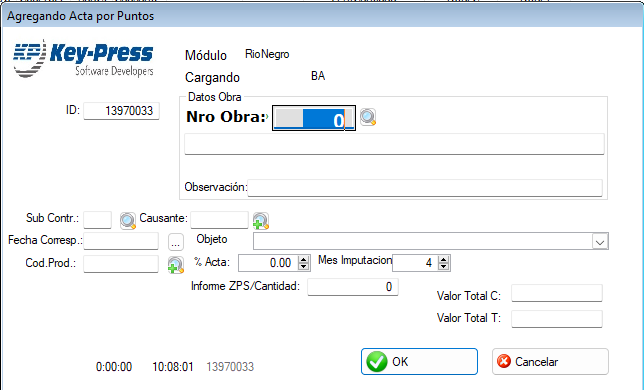 Agregando Acta por Puntos
KP Key-Press
Software Developers
Módulo RioNegro
Cargando BA
ID: 13970033
Datos Obra
Nro Obra: 0
Observación:
Sub Contr.: Causante:
Fecha Corresp.: ... Objeto
Cod.Prod.: % Acta: 0.00 Mes Imputacion 4
Informe ZPS/Cantidad: 0
Valor Total C:
Valor Total T:
0:00:00 10:08:01 13970033 OK Cancelar